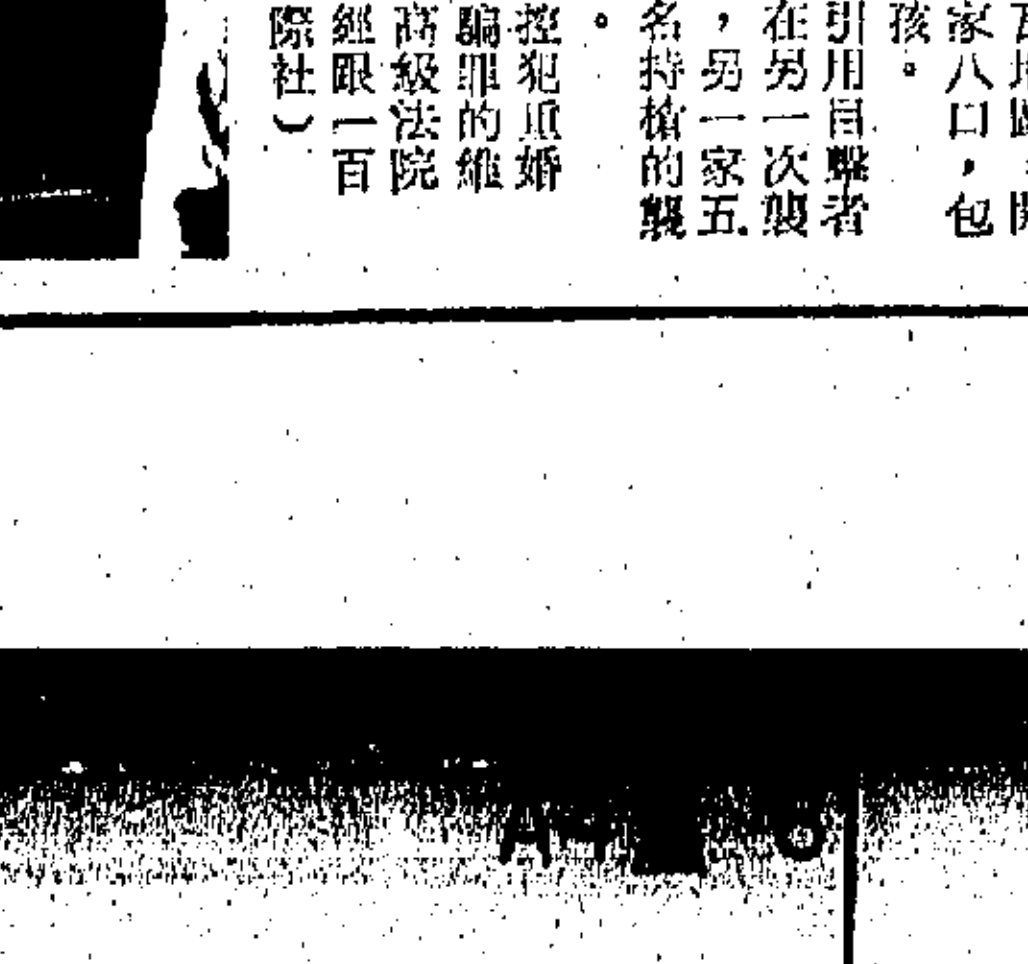 家八口，包
孩。
引用目擊者
在另一次襲
，另一家五
名持槍的襲
。
控犯重婚
騙罪的維
高級法院
經跟一百
際社）